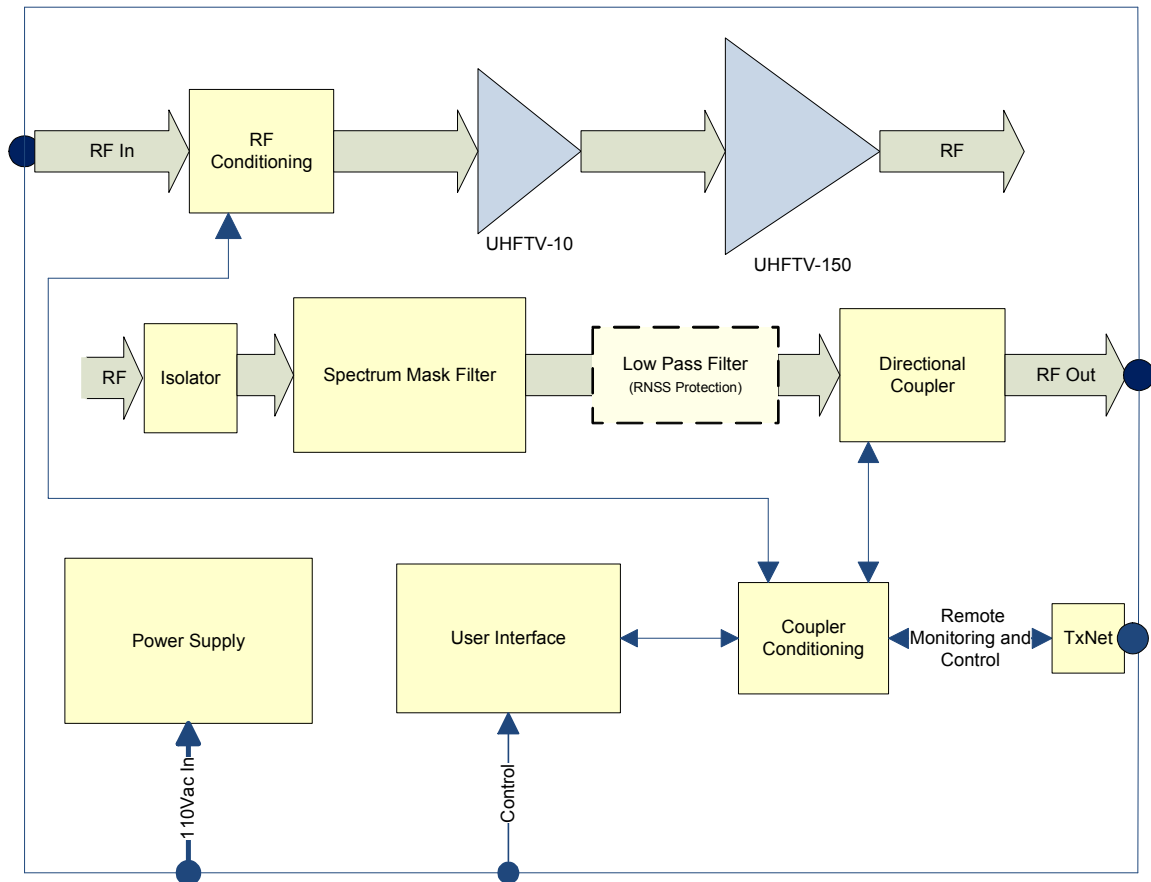 RF In
RF
Conditioning
RF
UHFTV-10
UHFTV-150
RF
Isolator
Spectrum Mask Filter
Low Pass Filter
(RNSS Protection)
Directional
Coupler
RF Out
Power Supply
User Interface
Coupler
Conditioning
Remote
Monitoring and
Control
TxNet
110Vac In
Control